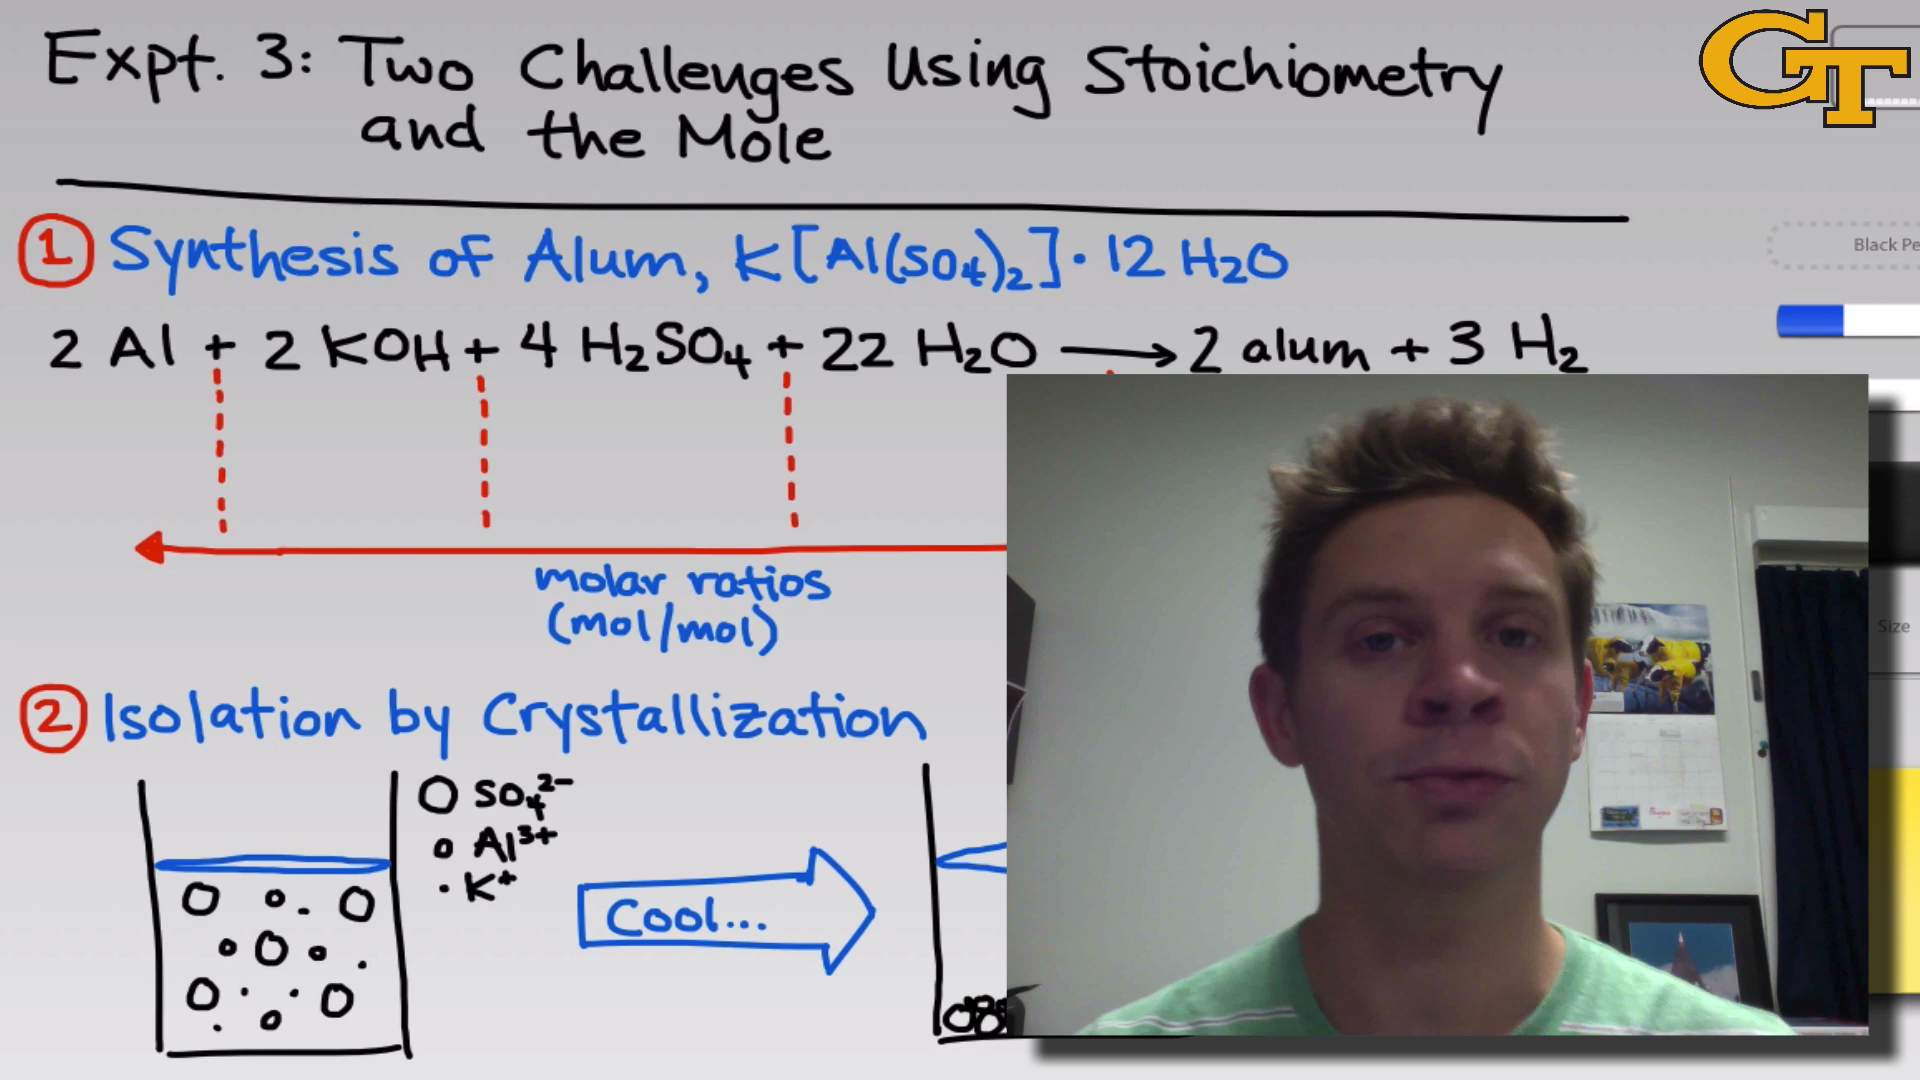 Expt. 3: Two Challenges Using Stoichiometry
and the Mole
GT
1 Synthesis of Alum, K[Al(SO₄)₂]·12 H₂O
Black Pe
2 Al + 2 KOH + 4 H₂SO₄ + 22 H₂O → 2 alum + 3 H₂
molar ratios
(mol/mol)
Size
2 Isolation by Crystallization
SO₄²⁻
Al³⁺
K⁺
Cool...